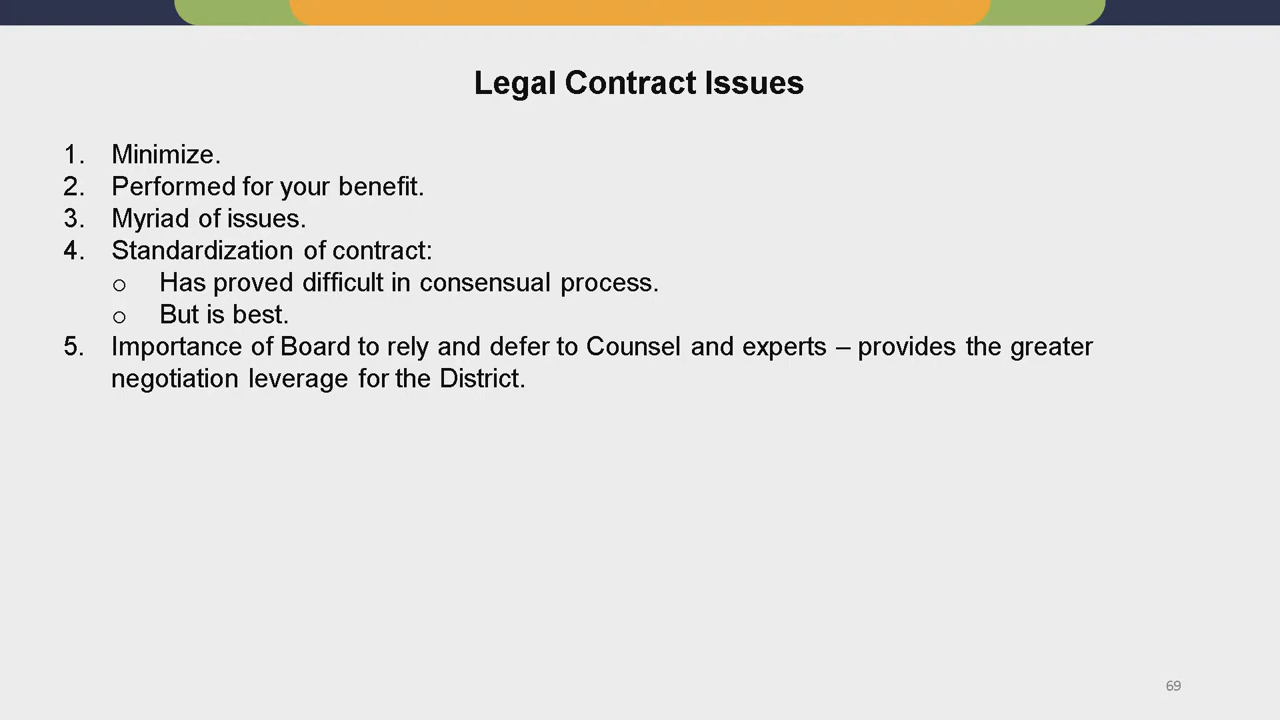 Legal Contract Issues
1. Minimize.
2. Performed for your benefit.
3. Myriad of issues.
4. Standardization of contract:
o Has proved difficult in consensual process.
o But is best.
5. Importance of Board to rely and defer to Counsel and experts – provides the greater
negotiation leverage for the District.
69